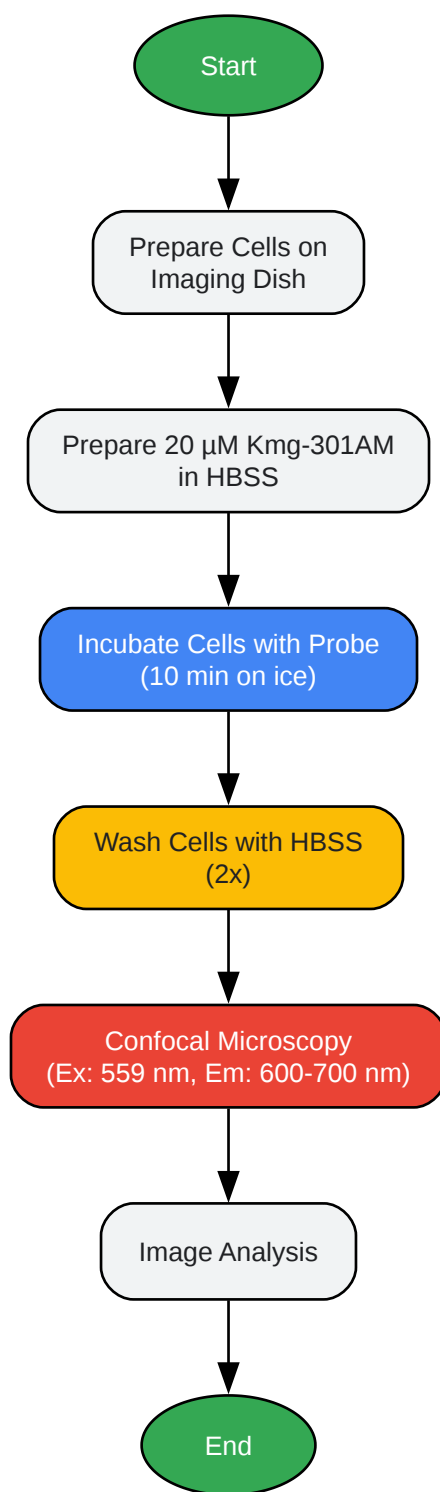 Start
Prepare Cells on
Imaging Dish
Prepare 20 µM Kmg-301AM
in HBSS
Incubate Cells with Probe
(10 min on ice)
Wash Cells with HBSS
(2x)
Confocal Microscopy
(Ex: 559 nm, Em: 600-700 nm)
Image Analysis
End